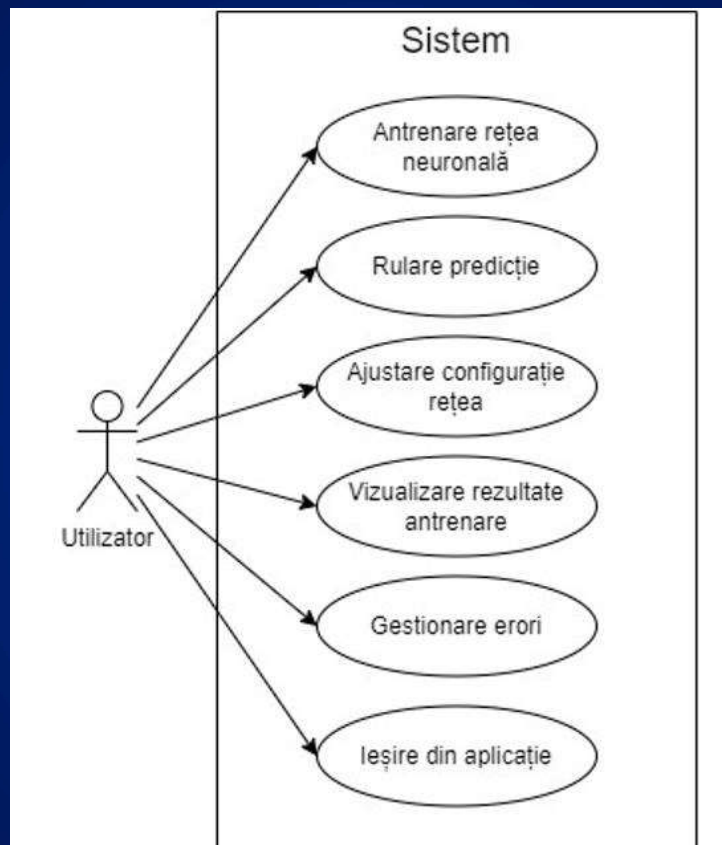 Sistem
Antrenare rețea
neuronală
Rulare predicție
Ajustare configurație
rețea
Vizualizare rezultate
antrenare
Utilizator
Gestionare erori
Ieșire din aplicație